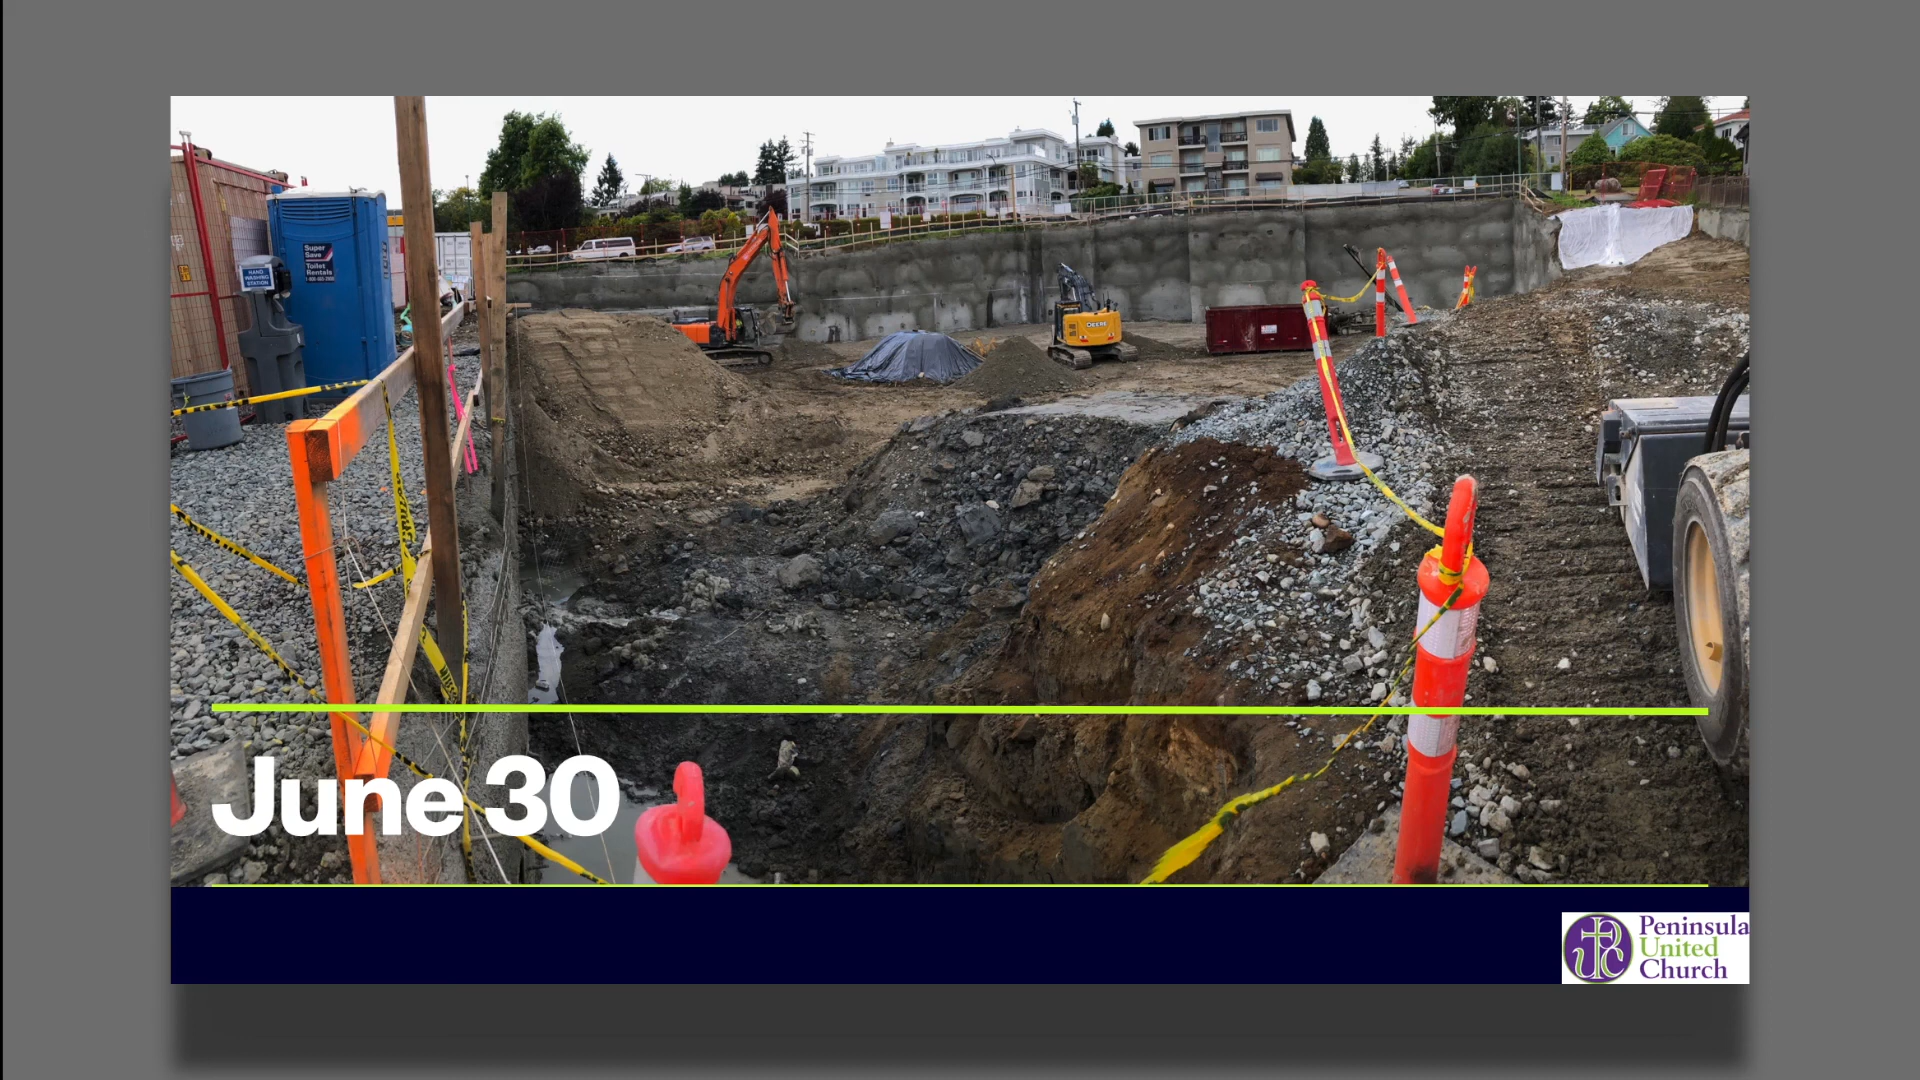 Super
Save
Toilet
Rentals
HAND
WASHING
STATION
DEERE
June 30
Peninsula
United
Church